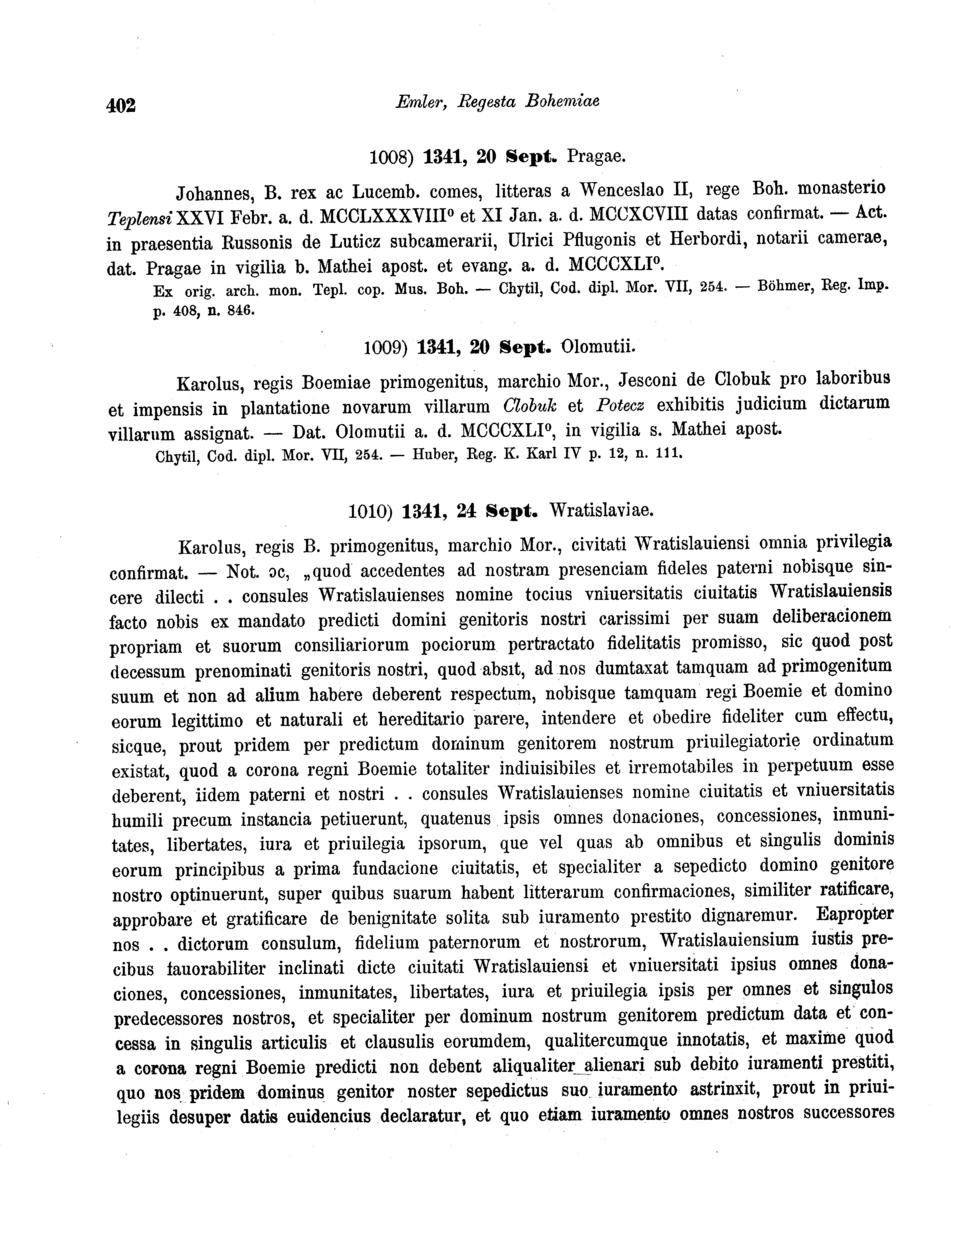 402
Emler, Regesta Bohemiae
1008) 1341, 20 Sept. Pragae.
Johannes, B. rex ac Lucemb. comes, litteras a Wenceslao II, rege Boh. monasterio
Teplensi XXVI Febr. a. d. MCCLXXXVIII⁰ et XI Jan. a. d. MCCXCVIII datas confirmat. — Act.
in praesentia Russonis de Luticz subcamerarii, Ulrici Pflugonis et Herbordi, notarii camerae,
dat. Pragae in vigilia b. Mathei apost. et evang. a. d. MCCCXLI⁰.
Ex orig. arch. mon. Tepl. cop. Mus. Boh. — Chytil, Cod. dipl. Mor. VII, 254. — Böhmer, Reg. Imp.
p. 408, n. 846.
1009) 1341, 20 Sept. Olomutii.
Karolus, regis Boemiae primogenitus, marchio Mor., Jesconi de Clobuk pro laboribus
et impensis in plantatione novarum villarum Clobuk et Potecz exhibitis judicium dictarum
villarum assignat. — Dat. Olomutii a. d. MCCCXLI⁰, in vigilia s. Mathei apost.
Chytil, Cod. dipl. Mor. VII, 254. — Huber, Reg. K. Karl IV p. 12, n. 111.
1010) 1341, 24 Sept. Wratislaviae.
Karolus, regis B. primogenitus, marchio Mor., civitati Wratislauiensi omnia privilegia
confirmat. — Not. ɔc, „quod accedentes ad nostram presenciam fideles paterni nobisque sin-
cere dilecti . . consules Wratislauienses nomine tocius vniuersitatis ciuitatis Wratislauiensis
facto nobis ex mandato predicti domini genitoris nostri carissimi per suam deliberacionem
propriam et suorum consiliariorum pociorum pertractato fidelitatis promisso, sic quod post
decessum prenominati genitoris nostri, quod absit, ad nos dumtaxat tamquam ad primogenitum
suum et non ad alium habere deberent respectum, nobisque tamquam regi Boemie et domino
eorum legittimo et naturali et hereditario parere, intendere et obedire fideliter cum effectu,
sicque, prout pridem per predictum dominum genitorem nostrum priuilegiatorie ordinatum
existat, quod a corona regni Boemie totaliter indiuisibiles et irremotabiles in perpetuum esse
deberent, iidem paterni et nostri . . consules Wratislauienses nomine ciuitatis et vniuersitatis
humili precum instancia petiuerunt, quatenus ipsis omnes donaciones, concessiones, inmuni-
tates, libertates, iura et priuilegia ipsorum, que vel quas ab omnibus et singulis dominis
eorum principibus a prima fundacione ciuitatis, et specialiter a sepedicto domino genitore
nostro optinuerunt, super quibus suarum habent litterarum confirmaciones, similiter ratificare,
approbare et gratificare de benignitate solita sub iuramento prestito dignaremur. Eapropter
nos . . dictorum consulum, fidelium paternorum et nostrorum, Wratislauiensium iustis pre-
cibus fauorabiliter inclinati dicte ciuitati Wratislauiensi et vniuersitati ipsius omnes dona-
ciones, concessiones, inmunitates, libertates, iura et priuilegia ipsis per omnes et singulos
predecessores nostros, et specialiter per dominum nostrum genitorem predictum data et con-
cessa in singulis articulis et clausulis eorumdem, qualitercumque innotatis, et maxime quod
a corona regni Boemie predicti non debent aliqualiter alienari sub debito iuramenti prestiti,
quo nos pridem dominus genitor noster sepedictus suo iuramento astrinxit, prout in priui-
legiis desuper datis euidencius declaratur, et quo etiam iuramento omnes nostros successores